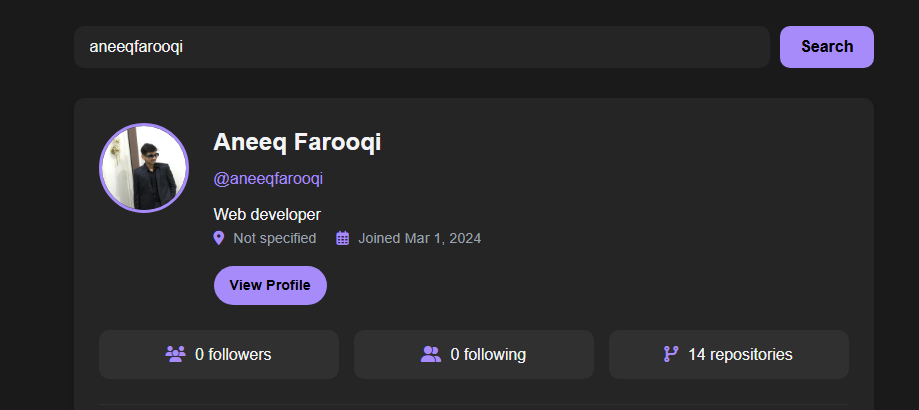 aneeqfarooqi
Search
Aneeq Farooqi
@aneeqfarooqi
Web developer
Not specified Joined Mar 1, 2024
View Profile
0 followers 0 following 14 repositories